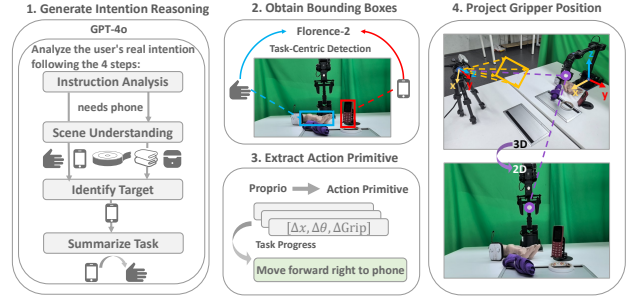 1. Generate Intention Reasoning
GPT-4o
Analyze the user's real intention
following the 4 steps:
Instruction Analysis
needs phone
Scene Understanding
Identify Target
Summarize Task
2. Obtain Bounding Boxes
Florence-2
Task-Centric Detection
3. Extract Action Primitive
Proprio
Action Primitive
[Δx, Δθ, ΔGrip]
Task Progress
Move forward right to phone
4. Project Gripper Position
x
y
3D
2D